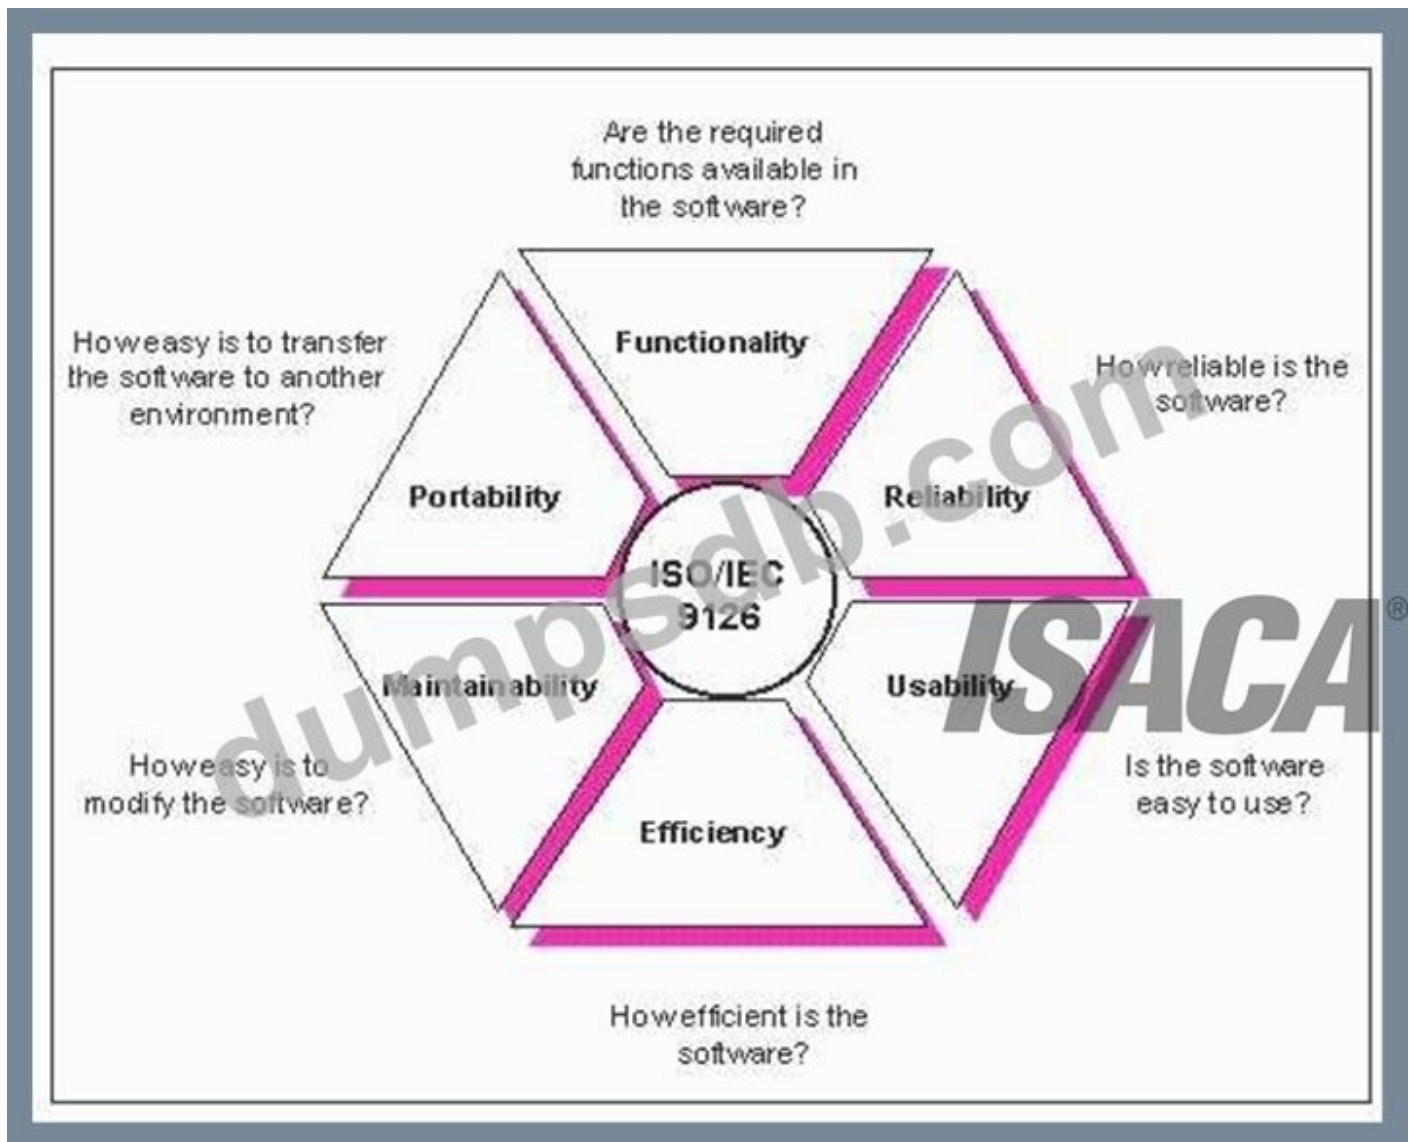 Are the required
functions available in
the software?
Functionality
How easy is to transfer
the software to another
environment?
How reliable is the
software?
Portability
Reliability
ISO/IEC
9126
Maintainability
Usability
How easy is to
modify the software?
Is the software
easy to use?
Efficiency
How efficient is the
software?
dumpsdb.com
ISACA®